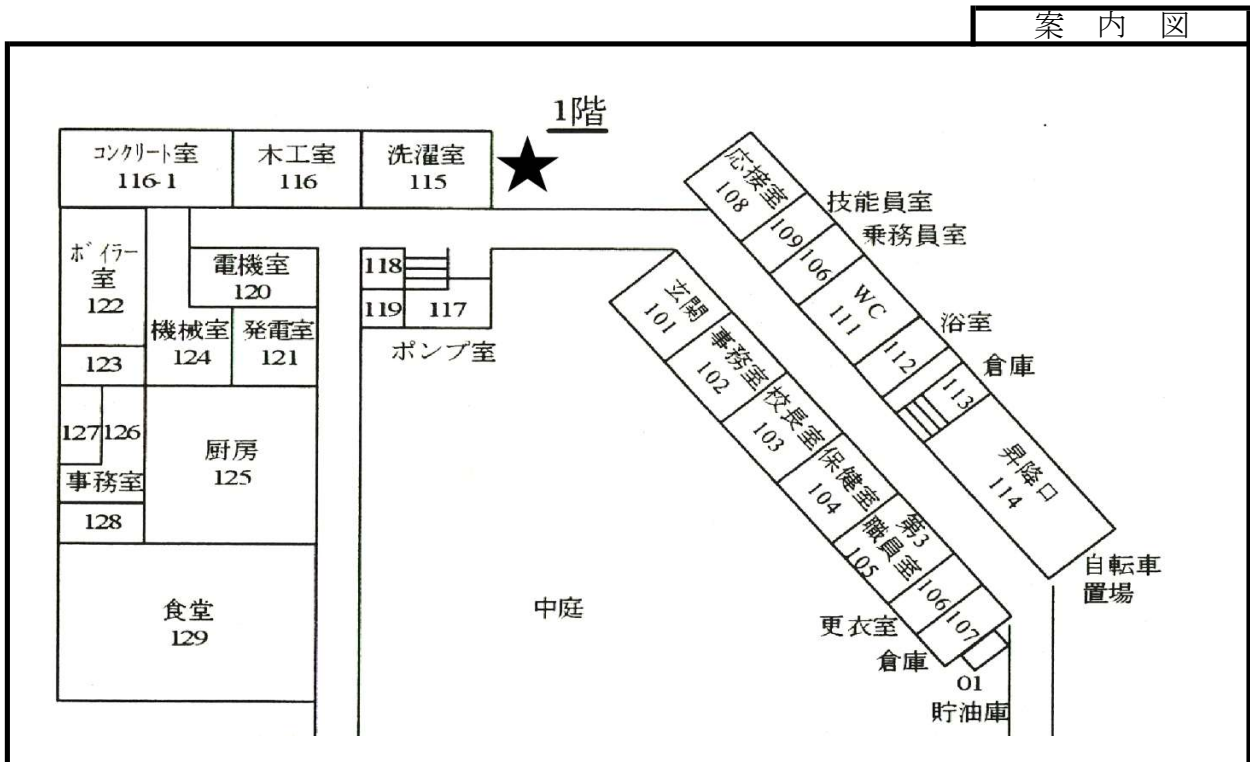 案内図
1階
コンクリート室
116-1
木工室
116
洗濯室
115
ボイラー
室
122
123
電機室
120
機械室
124
発電室
121
118
119
117
ポンプ室
127
126
事務室
128
厨房
125
食堂
129
中庭
応接室
108
109
技能員室
106
乗務員室
WC
111
浴室
112
倉庫
113
昇降口
114
自転車
置場
玄関
101
事務室
102
校長室
103
保健室
104
第3
職員室
105
106
更衣室
107
倉庫
01
貯油庫